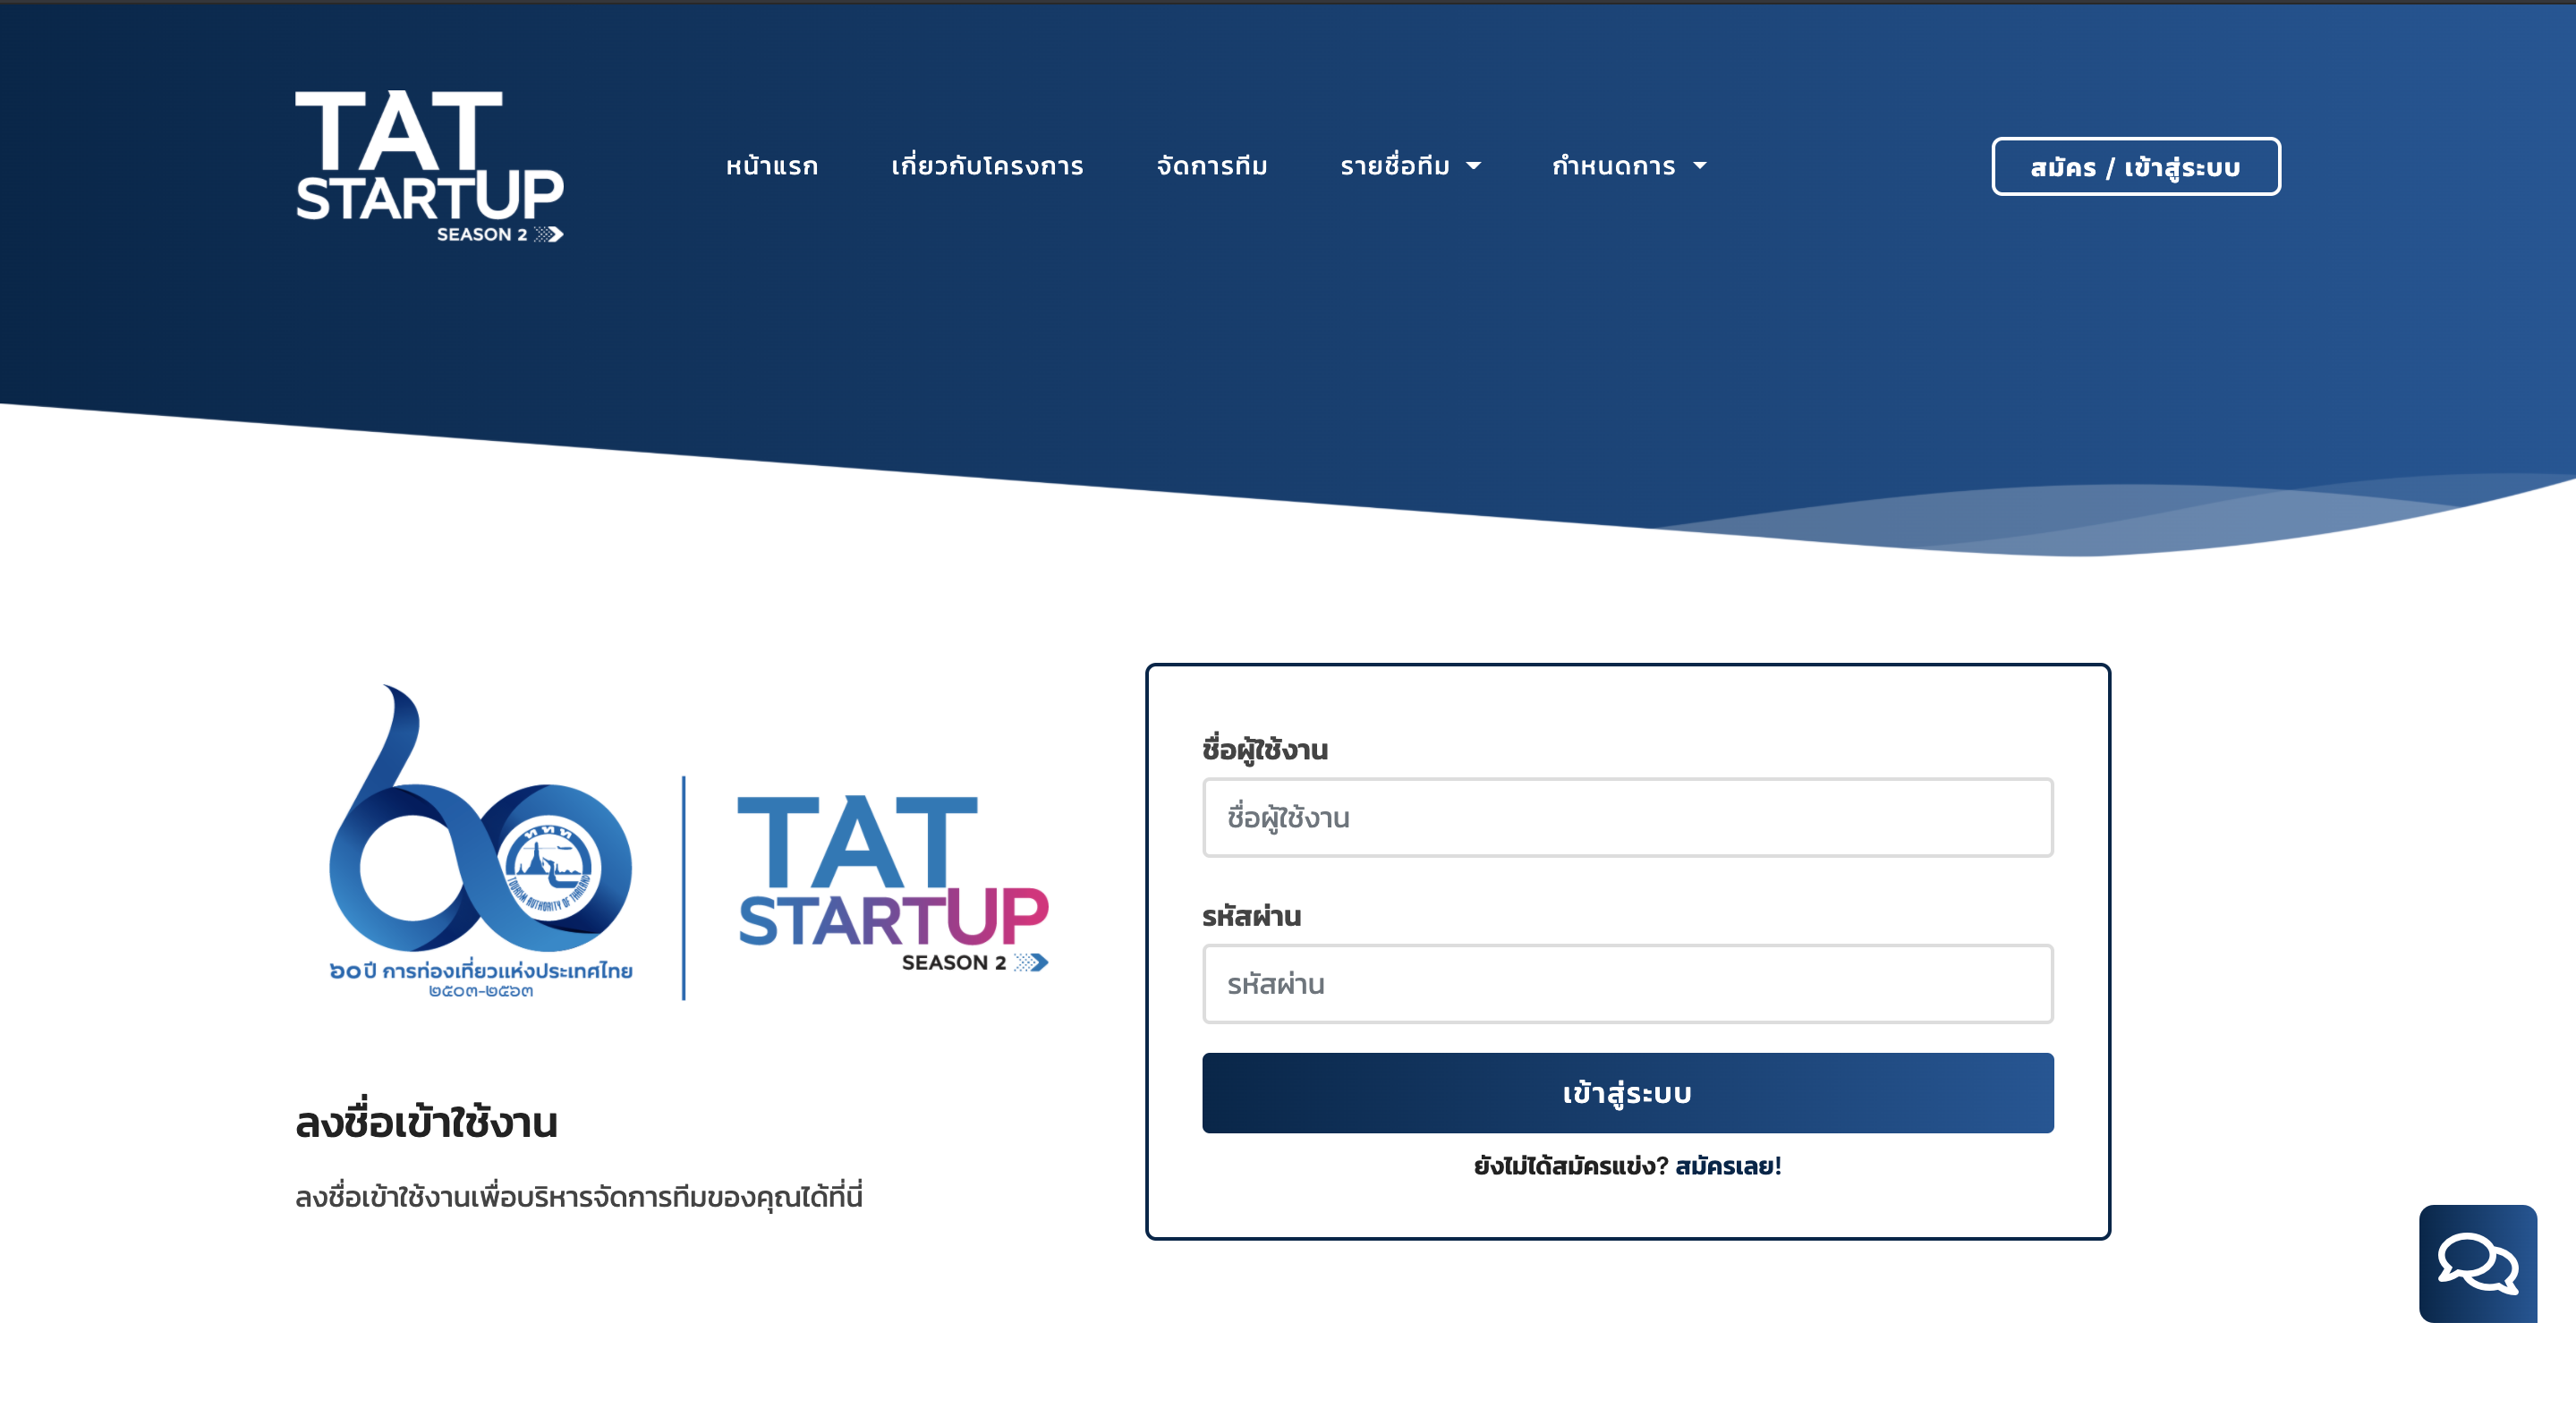 TAT
STARTUP
SEASON 2
หน้าแรก
เกี่ยวกับโครงการ
จัดการทีม
รายชื่อทีม
กำหนดการ
สมัคร / เข้าสู่ระบบ
ททท
TOURISM AUTHORITY OF THAILAND
๖๐ ปี การท่องเที่ยวแห่งประเทศไทย
๒๕๐๓-๒๕๖๓
TAT
STARTUP
SEASON 2
ลงชื่อเข้าใช้งาน
ลงชื่อเข้าใช้งานเพื่อบริหารจัดการทีมของคุณได้ที่นี่
ชื่อผู้ใช้งาน
ชื่อผู้ใช้งาน
รหัสผ่าน
รหัสผ่าน
เข้าสู่ระบบ
ยังไม่ได้สมัครแข่ง? สมัครเลย!